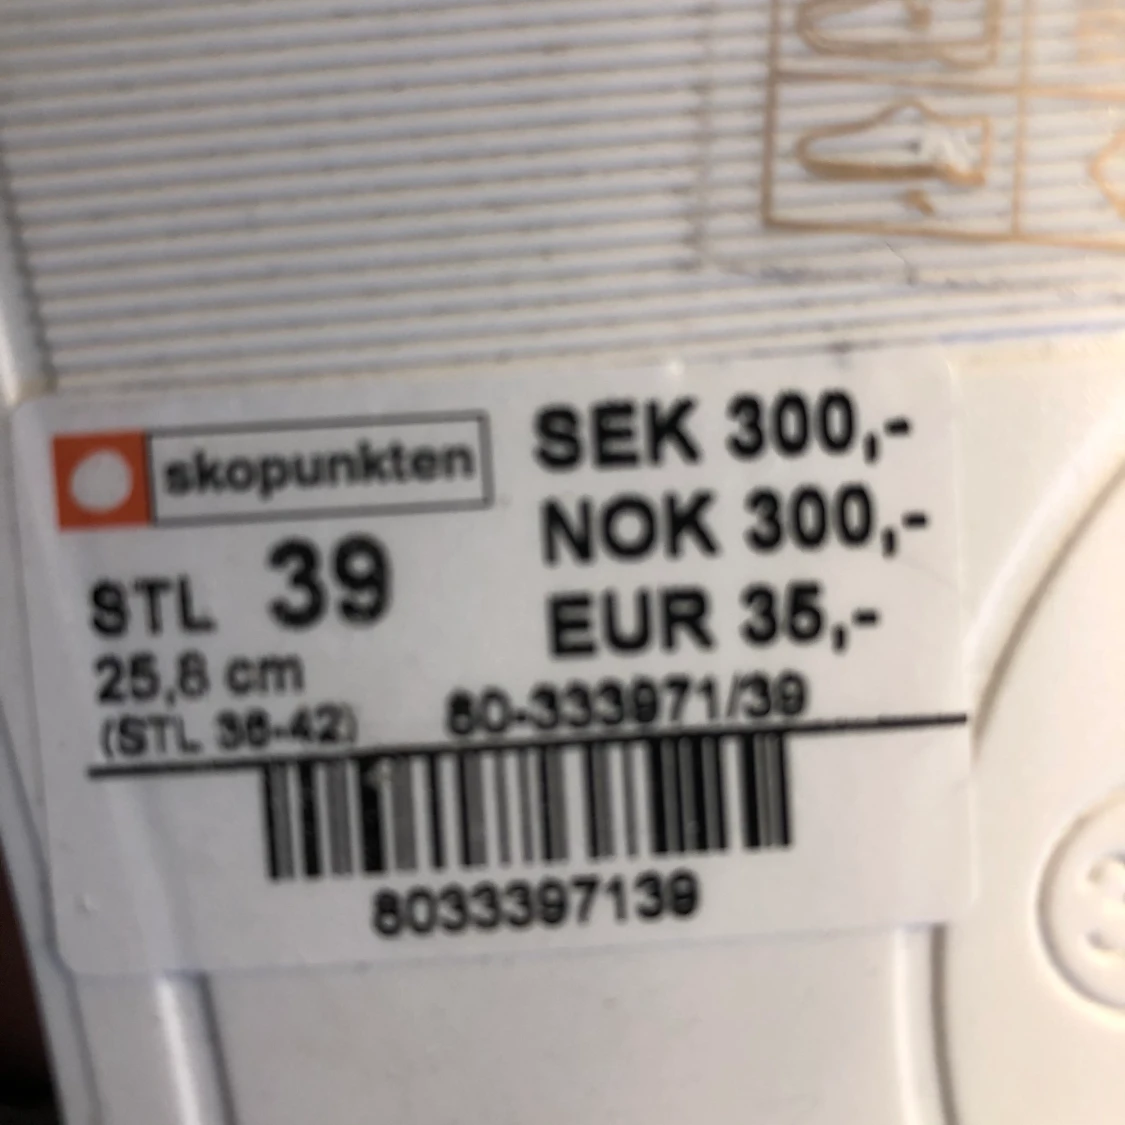 skopunkten
SEK 300,-
NOK 300,-
EUR 35,-
STL 39
25,8 cm
(STL 36-42)
80-333971/39
8033397139